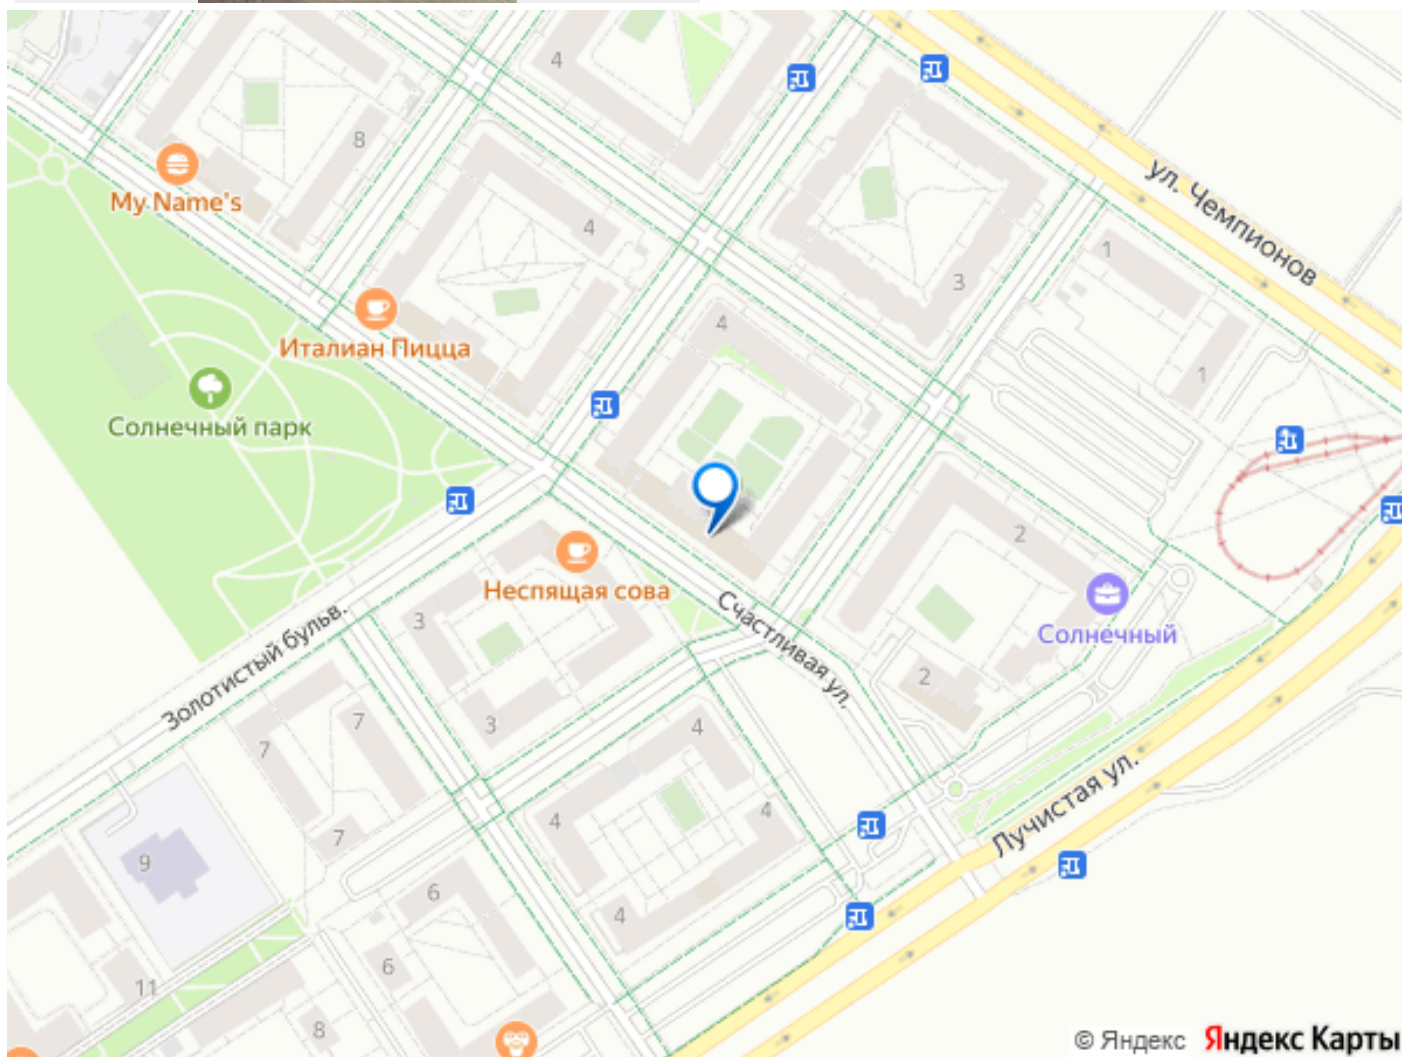 4
8
ул. Чемпионов
My Name's
4
1
3
4
Италиан Пицца
1
Солнечный парк
2
Неспящая сова
Счастливая ул.
Солнечный
3
2
Золотистый бульв.
7
7
3
4
Лучистая ул.
7
4
4
9
6
4
6
11
8
© Яндекс Яндекс Карты